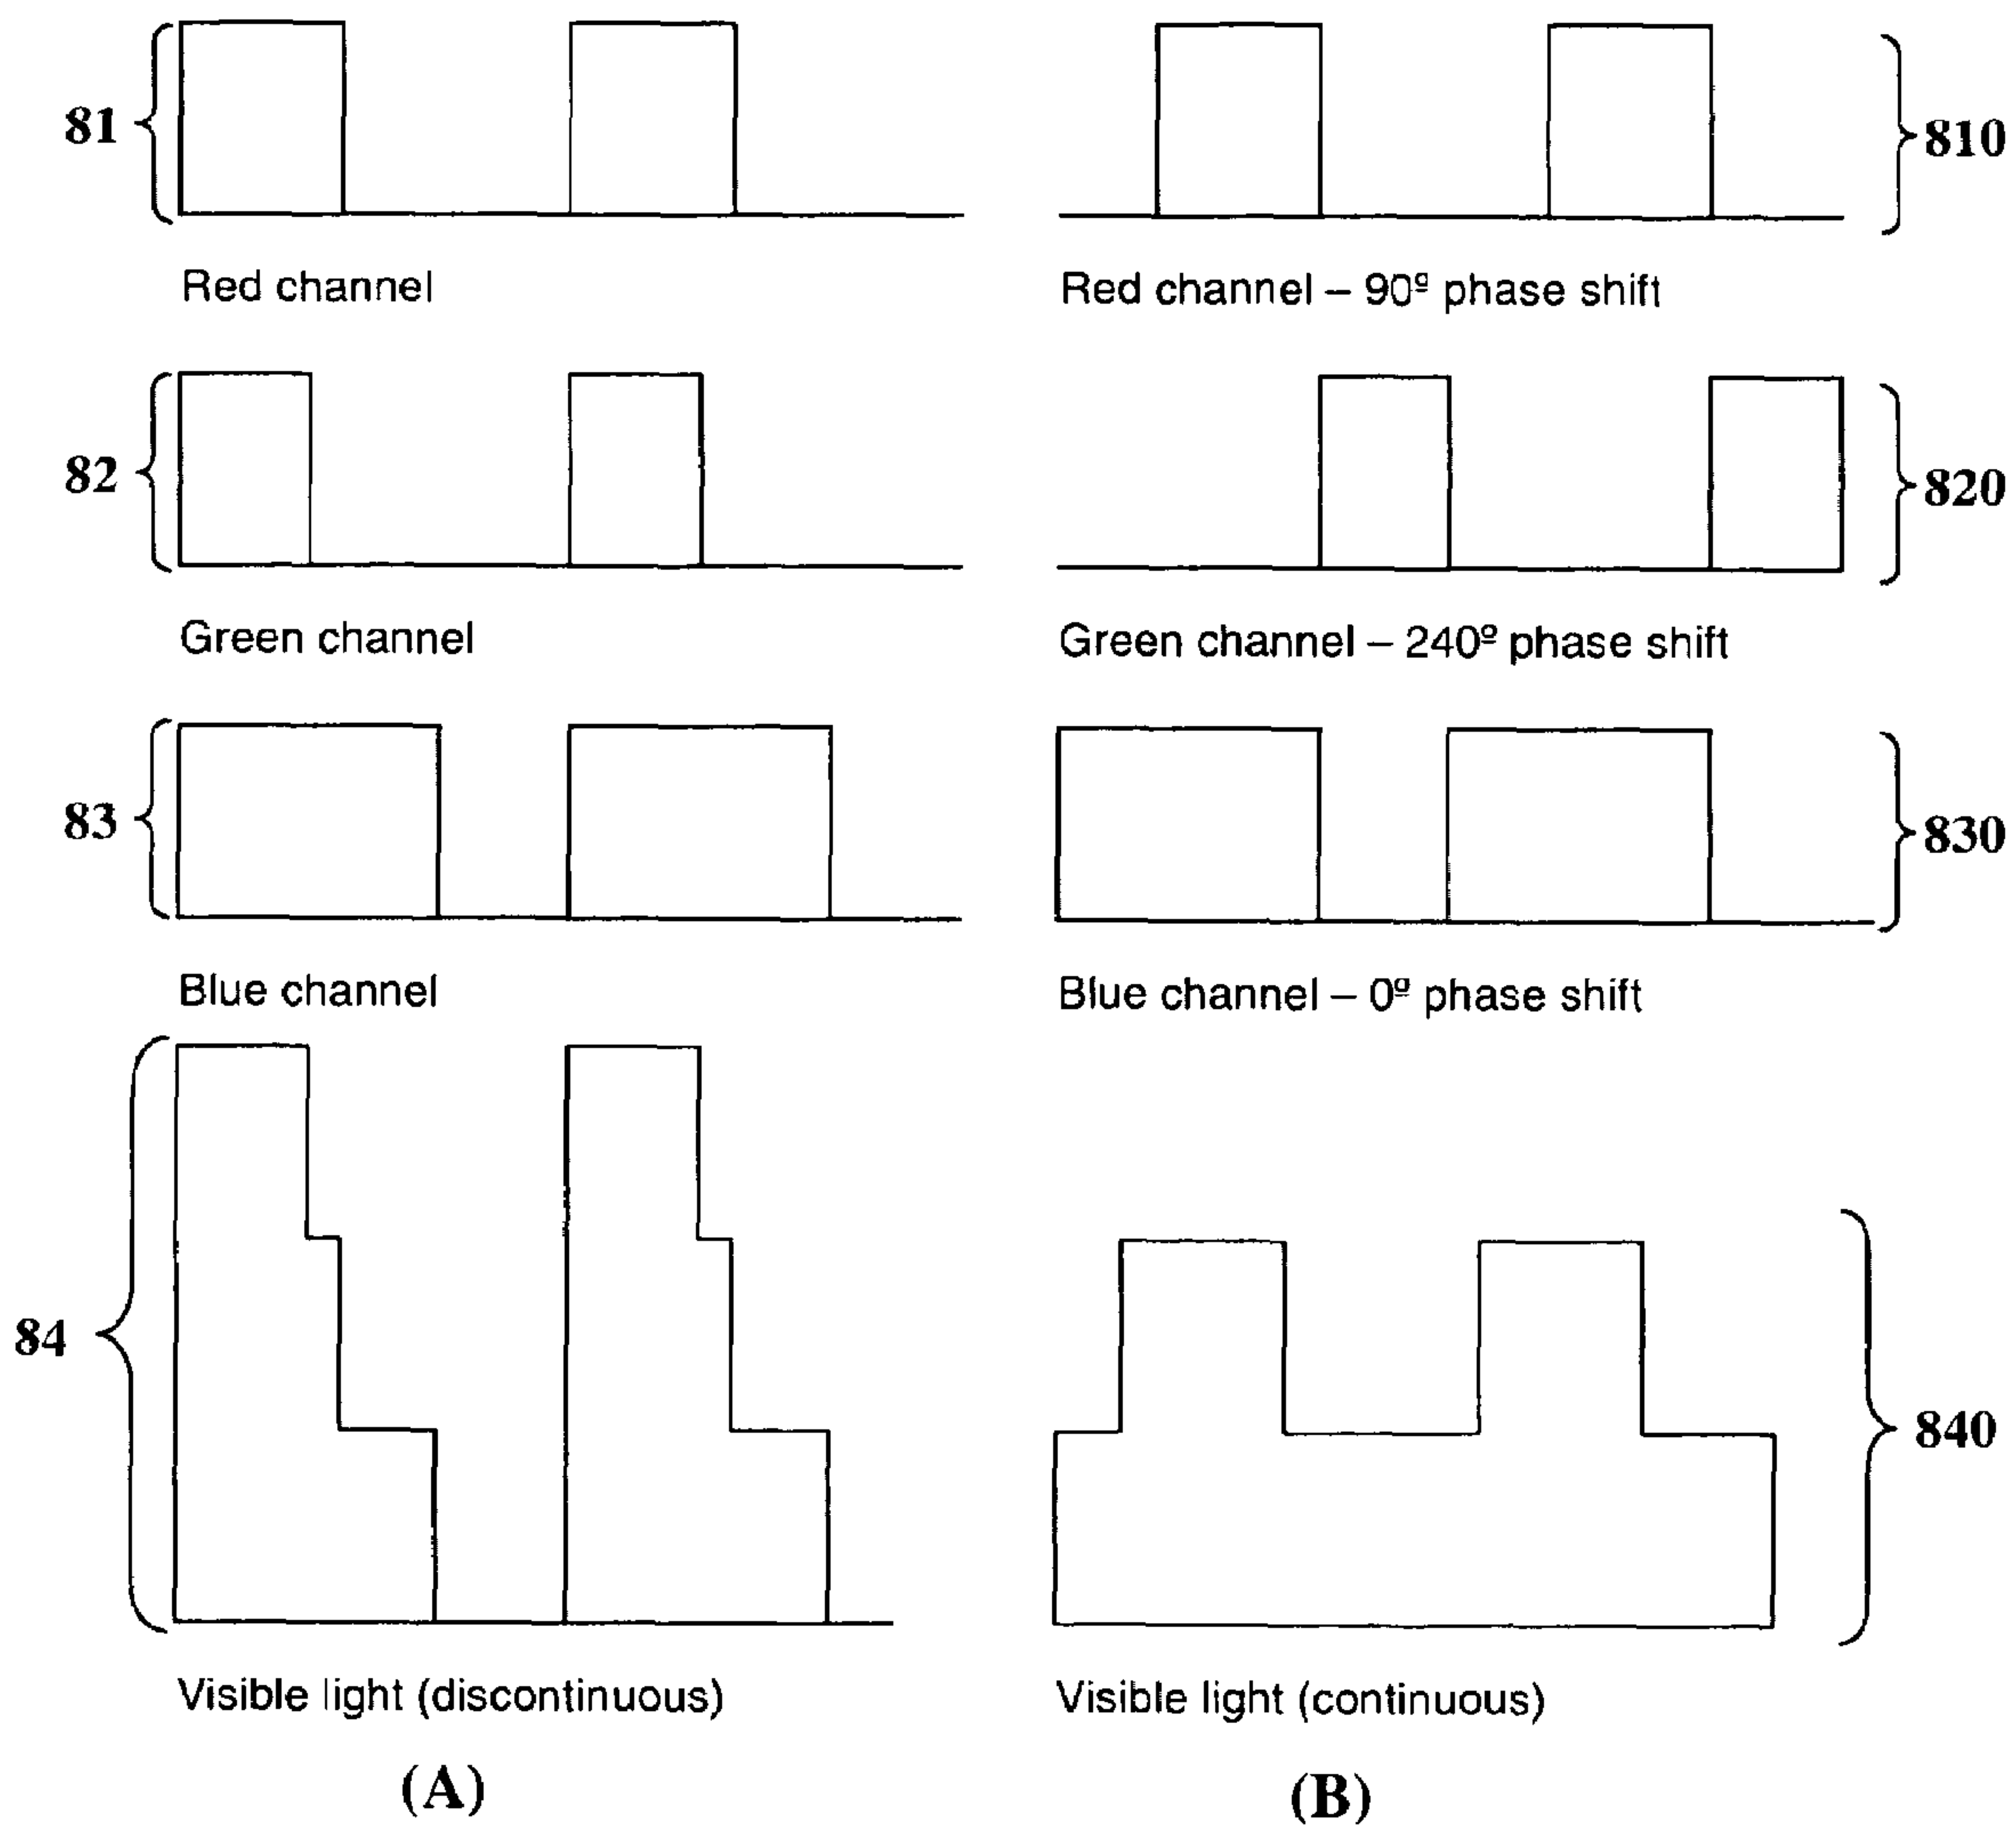 81
810
Red channel
Red channel – 90º phase shift
82
820
Green channel
Green channel – 240º phase shift
83
830
Blue channel
Blue channel – 0º phase shift
84
840
Visible light (discontinuous)
Visible light (continuous)
(A)
(B)